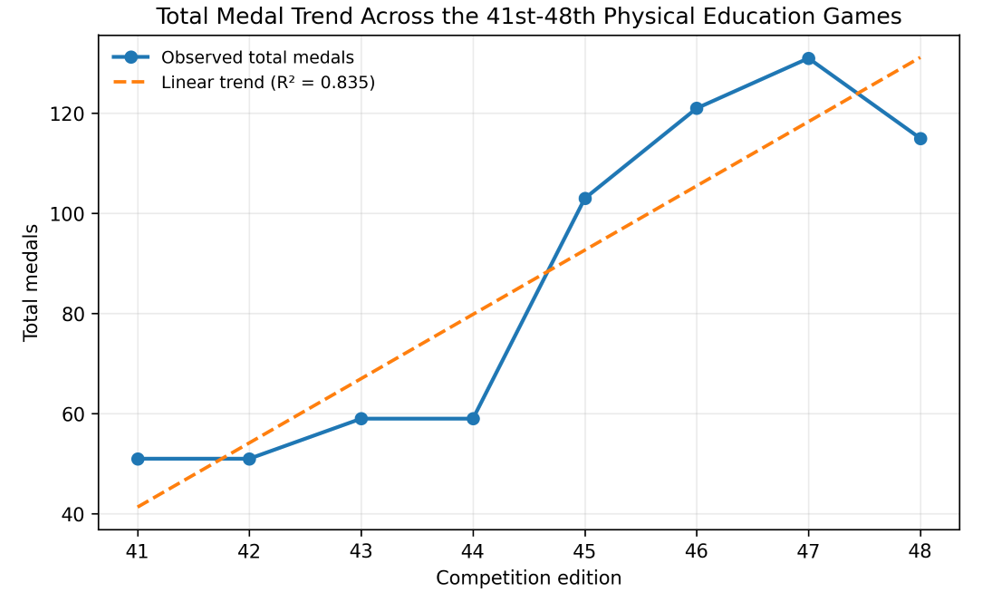 Total Medal Trend Across the 41st-48th Physical Education Games
Observed total medals
Linear trend (R² = 0.835)
Total medals
120
100
80
60
40
41 42 43 44 45 46 47 48
Competition edition